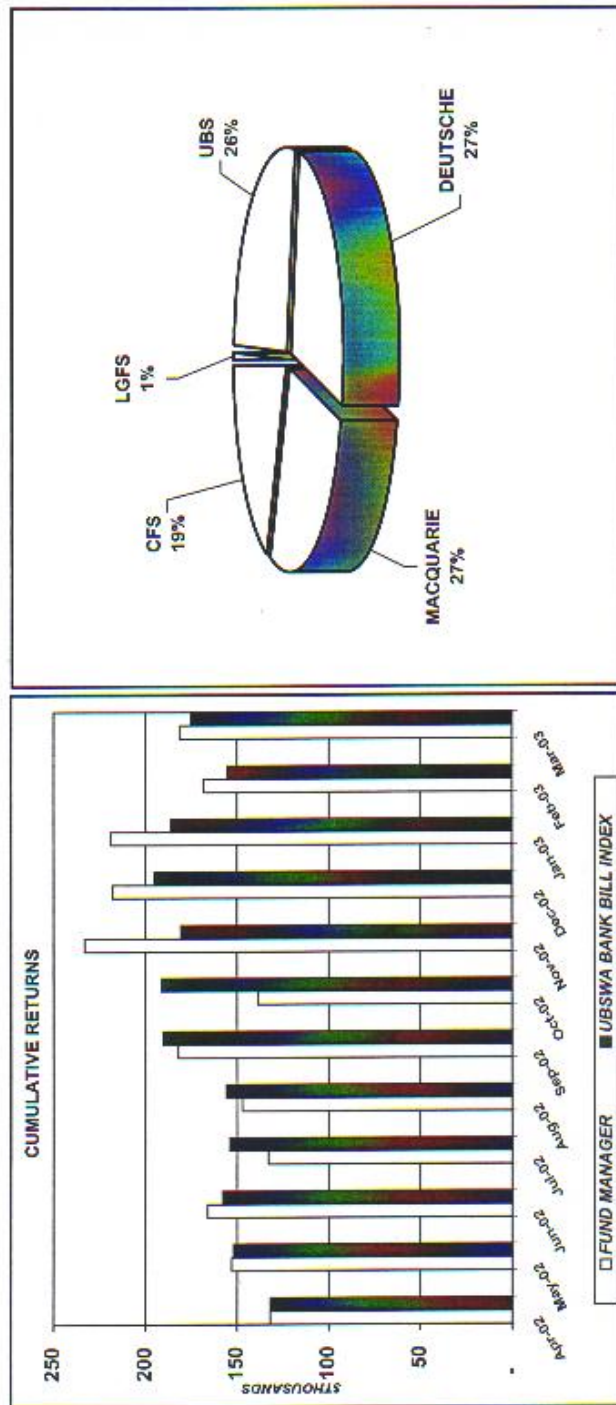 CUMULATIVE RETURNS
250
200
150
100
50
-
$THOUSANDS
Apr-02
May-02
Jun-02
Jul-02
Aug-02
Sep-02
Oct-02
Nov-02
Dec-02
Jan-03
Feb-03
Mar-03
FUND MANAGER
UBSWA BANK BILL INDEX
CFS
19%
LGFS
1%
UBS
26%
MACQUARIE
27%
DEUTSCHE
27%